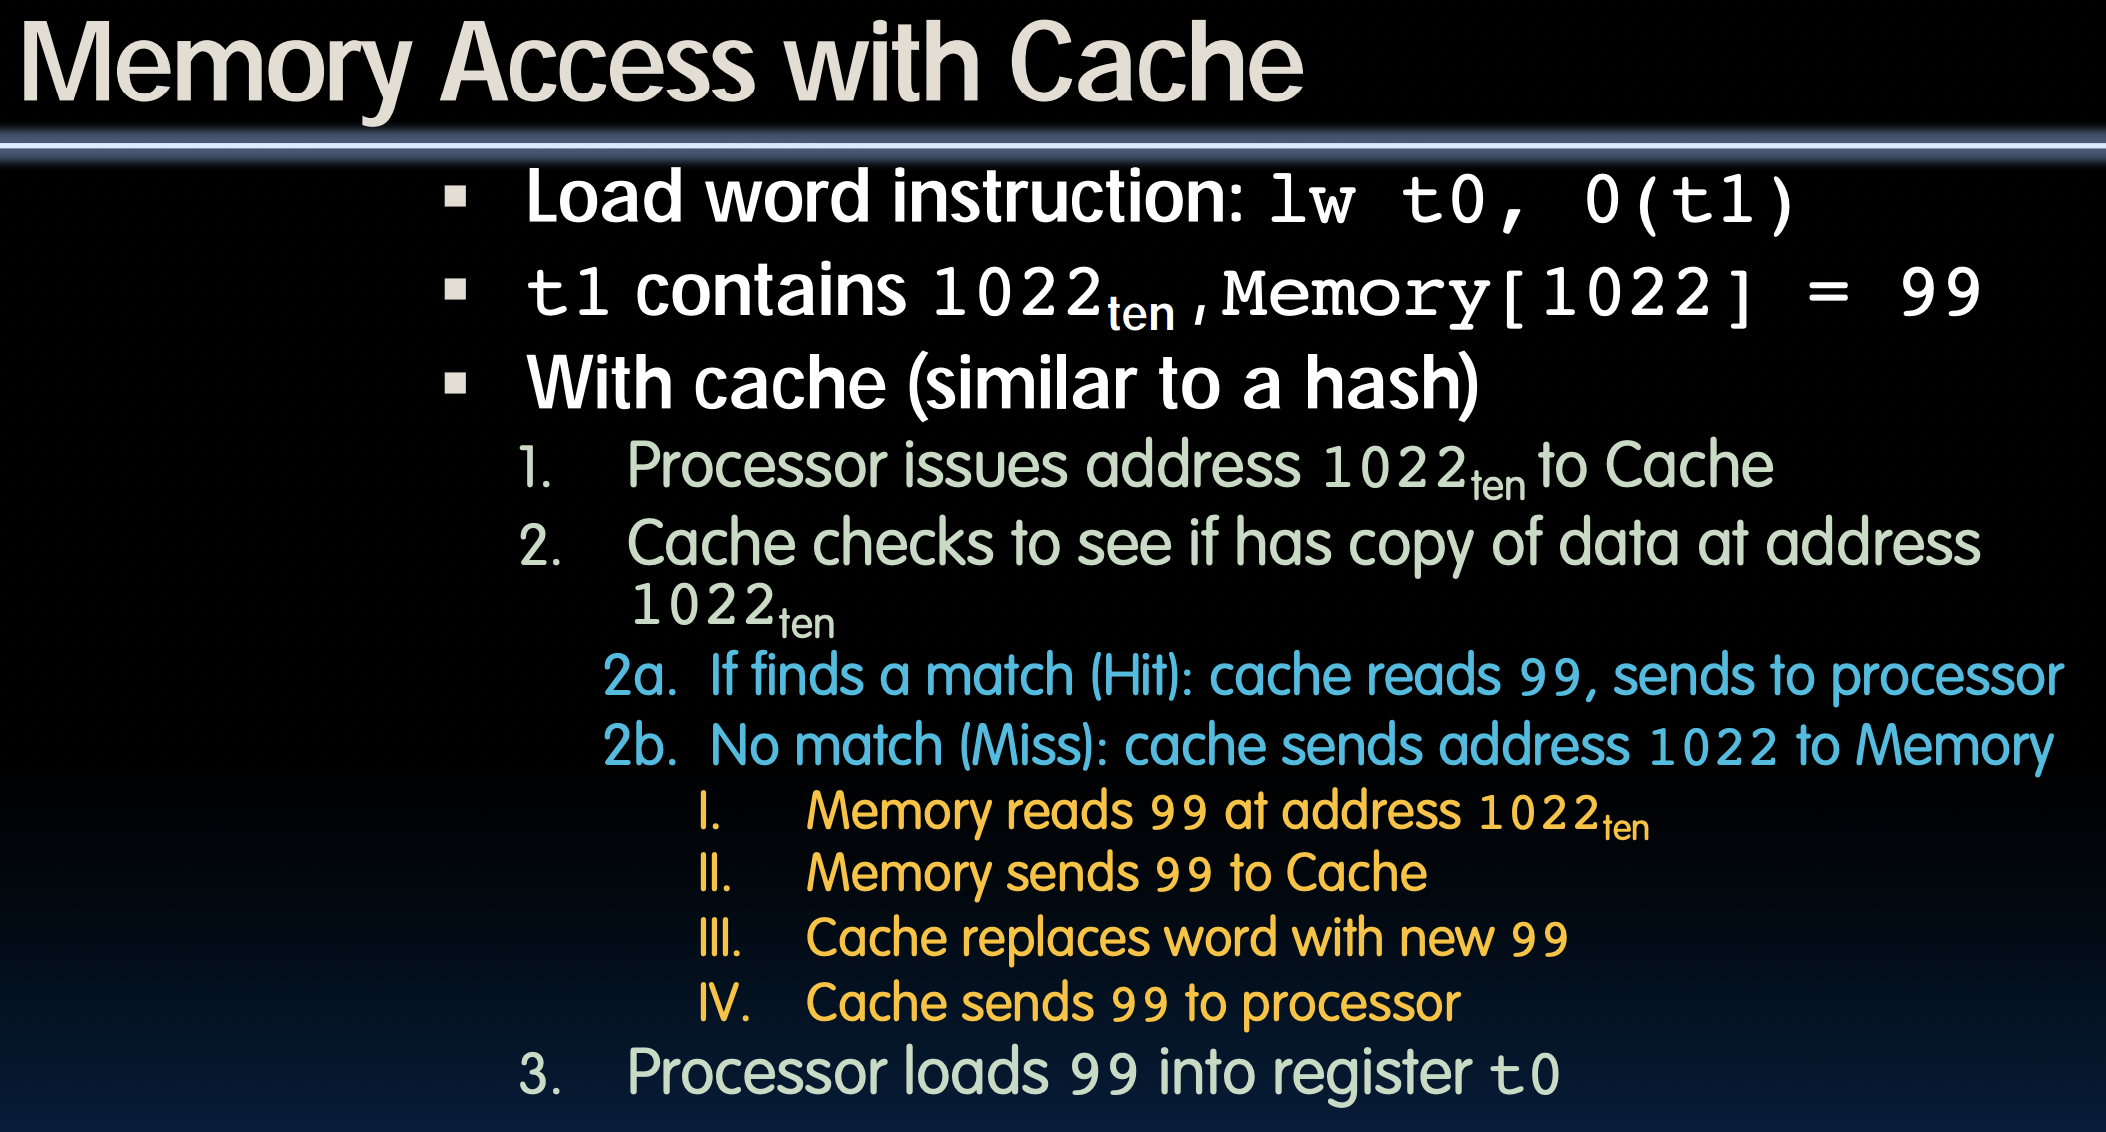 Memory Access with Cache
▪ Load word instruction: lw t0, 0(t1)
▪ t1 contains 1022ten ,Memory[1022] = 99
▪ With cache (similar to a hash)
1. Processor issues address 1022ten to Cache
2. Cache checks to see if has copy of data at address
1022ten
2a. If finds a match (Hit): cache reads 99, sends to processor
2b. No match (Miss): cache sends address 1022 to Memory
I. Memory reads 99 at address 1022ten
II. Memory sends 99 to Cache
III. Cache replaces word with new 99
IV. Cache sends 99 to processor
3. Processor loads 99 into register t0